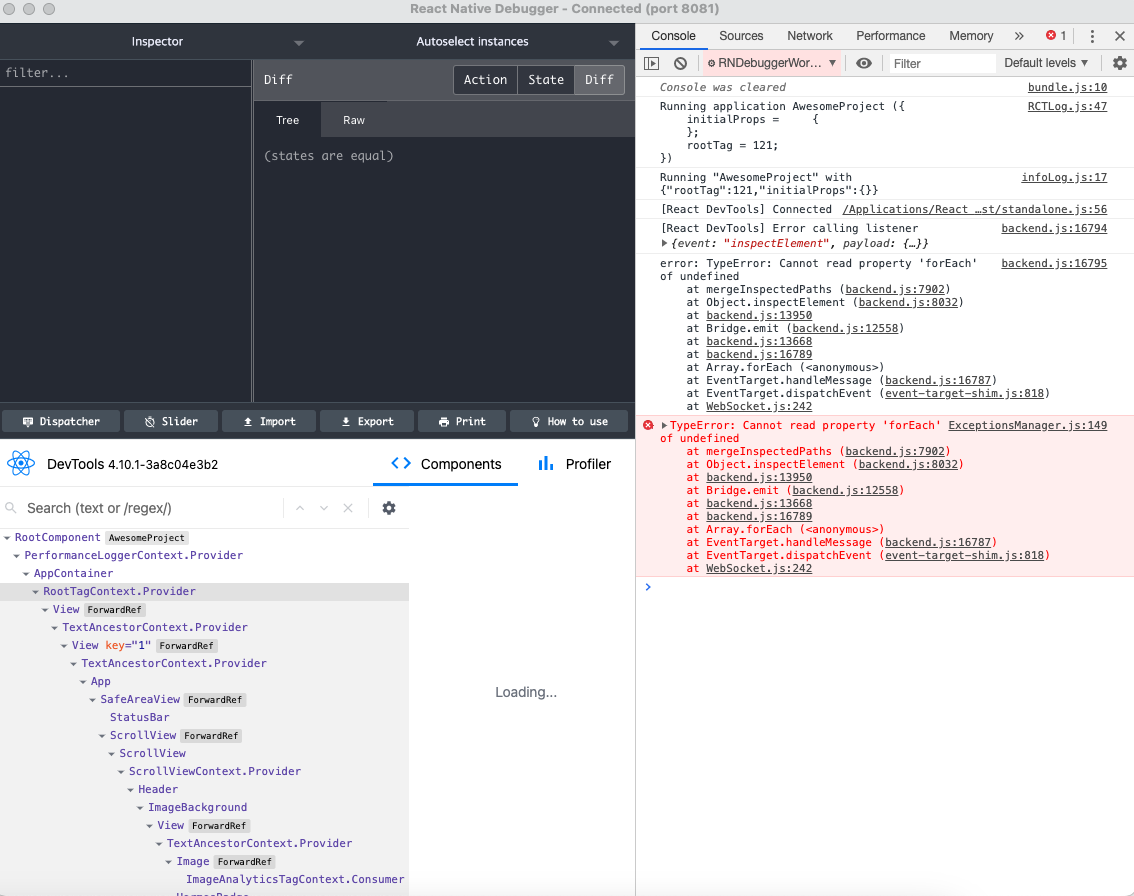 React Native Debugger - Connected (port 8081)
Inspector
Autoselect instances
filter...
Diff
Action
State
Diff
Tree
Raw
(states are equal)
Dispatcher
Slider
Import
Export
Print
How to use
DevTools 4.10.1-3a8c04e3b2
Components
Profiler
Search (text or /regex/)
RootComponent AwesomeProject
PerformanceLoggerContext.Provider
AppContainer
RootTagContext.Provider
View ForwardRef
TextAncestorContext.Provider
View key="1" ForwardRef
TextAncestorContext.Provider
App
SafeAreaView ForwardRef
StatusBar
ScrollView ForwardRef
ScrollView
ScrollViewContext.Provider
Header
ImageBackground
View ForwardRef
TextAncestorContext.Provider
Image ForwardRef
ImageAnalyticsTagContext.Consumer
HermesBadge
Loading...
Console
Sources
Network
Performance
Memory
»
1
RNDebuggerWor...
Filter
Default levels
Console was cleared bundle.js:10
Running application AwesomeProject ({ RCTLog.js:47
initialProps = {
};
rootTag = 121;
})
Running "AwesomeProject" with infoLog.js:17
{"rootTag":121,"initialProps":{}}
[React DevTools] Connected /Applications/React …st/standalone.js:56
[React DevTools] Error calling listener backend.js:16794
{event: "inspectElement", payload: {…}}
error: TypeError: Cannot read property 'forEach' backend.js:16795
of undefined
at mergeInspectedPaths (backend.js:7902)
at Object.inspectElement (backend.js:8032)
at backend.js:13950
at Bridge.emit (backend.js:12558)
at backend.js:13668
at backend.js:16789
at Array.forEach (<anonymous>)
at EventTarget.handleMessage (backend.js:16787)
at EventTarget.dispatchEvent (event-target-shim.js:818)
at WebSocket.js:242
TypeError: Cannot read property 'forEach' ExceptionsManager.js:149
of undefined
at mergeInspectedPaths (backend.js:7902)
at Object.inspectElement (backend.js:8032)
at backend.js:13950
at Bridge.emit (backend.js:12558)
at backend.js:13668
at backend.js:16789
at Array.forEach (<anonymous>)
at EventTarget.handleMessage (backend.js:16787)
at EventTarget.dispatchEvent (event-target-shim.js:818)
at WebSocket.js:242